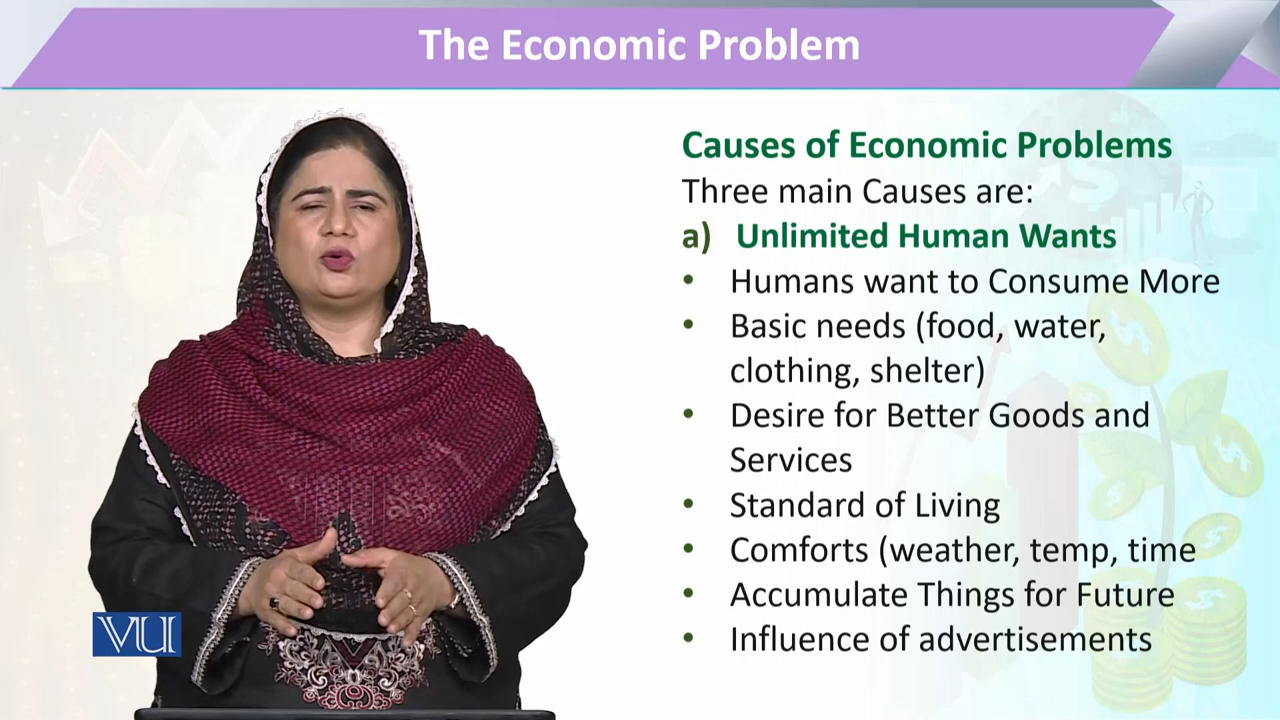 The Economic Problem
Causes of Economic Problems
Three main Causes are:
a) Unlimited Human Wants
• Humans want to Consume More
• Basic needs (food, water,
clothing, shelter)
• Desire for Better Goods and
Services
• Standard of Living
• Comforts (weather, temp, time
• Accumulate Things for Future
• Influence of advertisements
VU